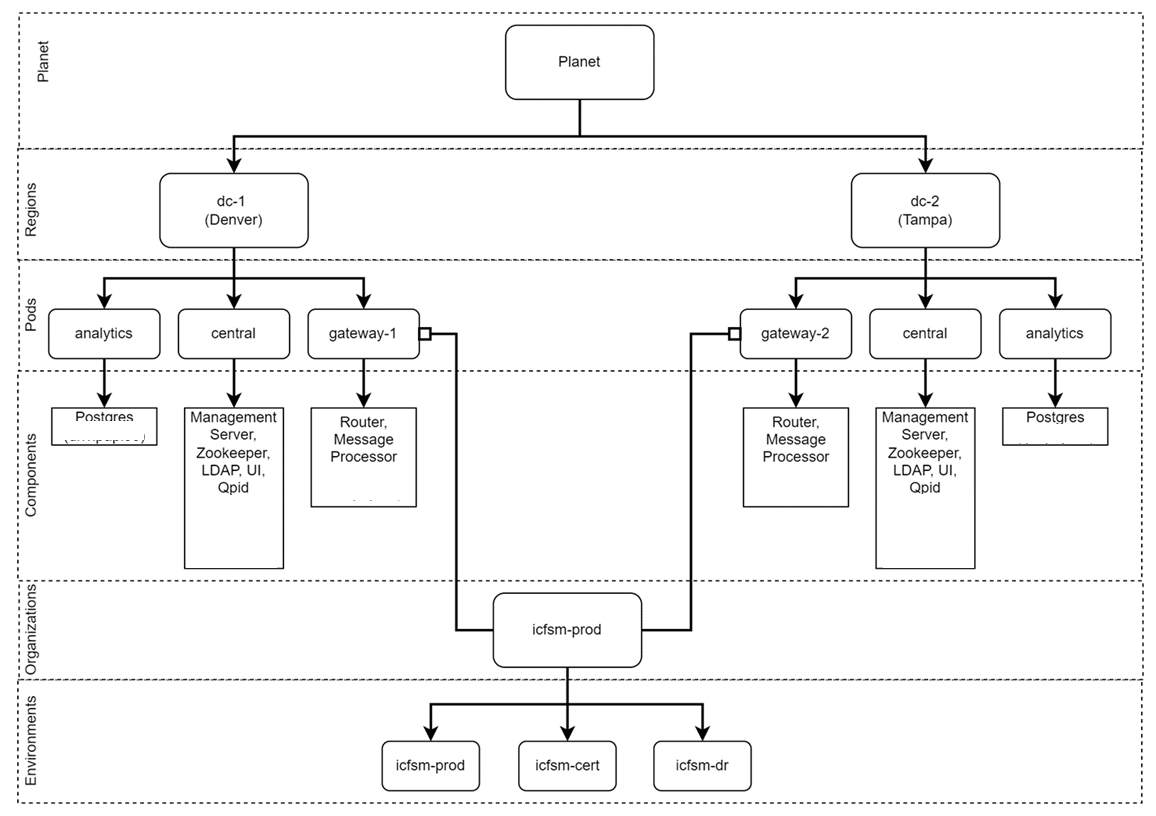 Planet
Planet
Regions
dc-1
(Denver)
dc-2
(Tampa)
Pods
analytics
central
gateway-1
gateway-2
central
analytics
Components
Postgres
Management
Server,
Zookeeper,
LDAP, UI,
Qpid
Router,
Message
Processor
Router,
Message
Processor
Management
Server,
Zookeeper,
LDAP, UI,
Qpid
Postgres
Organizations
icfsm-prod
Environments
icfsm-prod
icfsm-cert
icfsm-dr